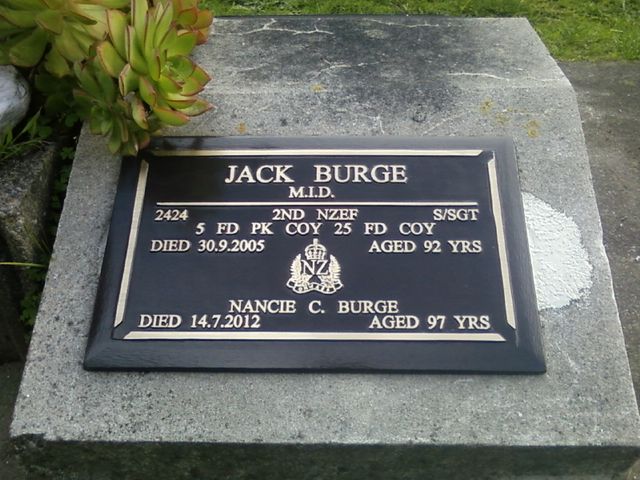 JACK BURGE
M.I.D.
2424 2ND NZEF S/SGT
5 FD PK COY 25 FD COY
DIED 30.9.2005 AGED 92 YRS
NZ
NANCIE C. BURGE
DIED 14.7.2012 AGED 97 YRS